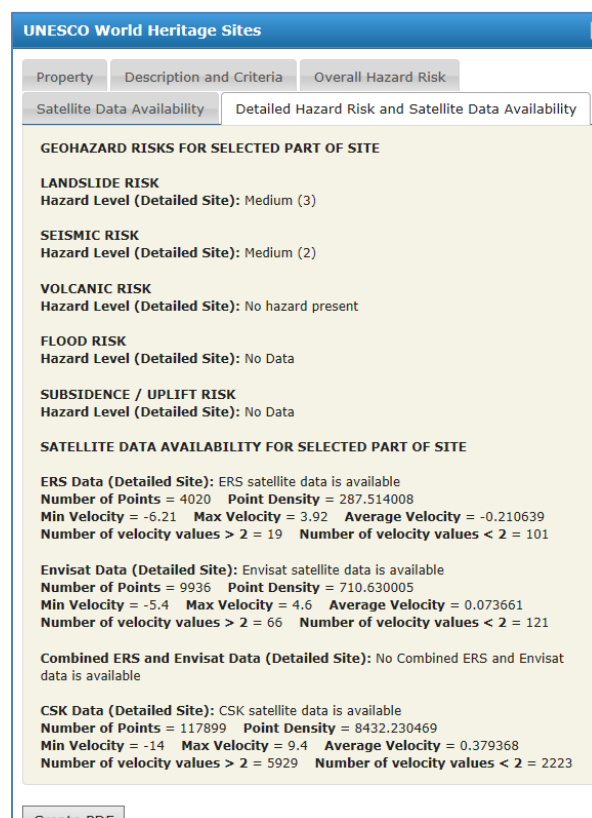 UNESCO World Heritage Sites
Property Description and Criteria Overall Hazard Risk
Satellite Data Availability Detailed Hazard Risk and Satellite Data Availability
GEOHAZARD RISKS FOR SELECTED PART OF SITE
LANDSLIDE RISK
Hazard Level (Detailed Site): Medium (3)
SEISMIC RISK
Hazard Level (Detailed Site): Medium (2)
VOLCANIC RISK
Hazard Level (Detailed Site): No hazard present
FLOOD RISK
Hazard Level (Detailed Site): No Data
SUBSIDENCE / UPLIFT RISK
Hazard Level (Detailed Site): No Data
SATELLITE DATA AVAILABILITY FOR SELECTED PART OF SITE
ERS Data (Detailed Site): ERS satellite data is available
Number of Points = 4020 Point Density = 287.514008
Min Velocity = -6.21 Max Velocity = 3.92 Average Velocity = -0.210639
Number of velocity values > 2 = 19 Number of velocity values < 2 = 101
Envisat Data (Detailed Site): Envisat satellite data is available
Number of Points = 9936 Point Density = 710.630005
Min Velocity = -5.4 Max Velocity = 4.6 Average Velocity = 0.073661
Number of velocity values > 2 = 66 Number of velocity values < 2 = 121
Combined ERS and Envisat Data (Detailed Site): No Combined ERS and Envisat
data is available
CSK Data (Detailed Site): CSK satellite data is available
Number of Points = 117899 Point Density = 8432.230469
Min Velocity = -14 Max Velocity = 9.4 Average Velocity = 0.379368
Number of velocity values > 2 = 5929 Number of velocity values < 2 = 2223
Create PDF